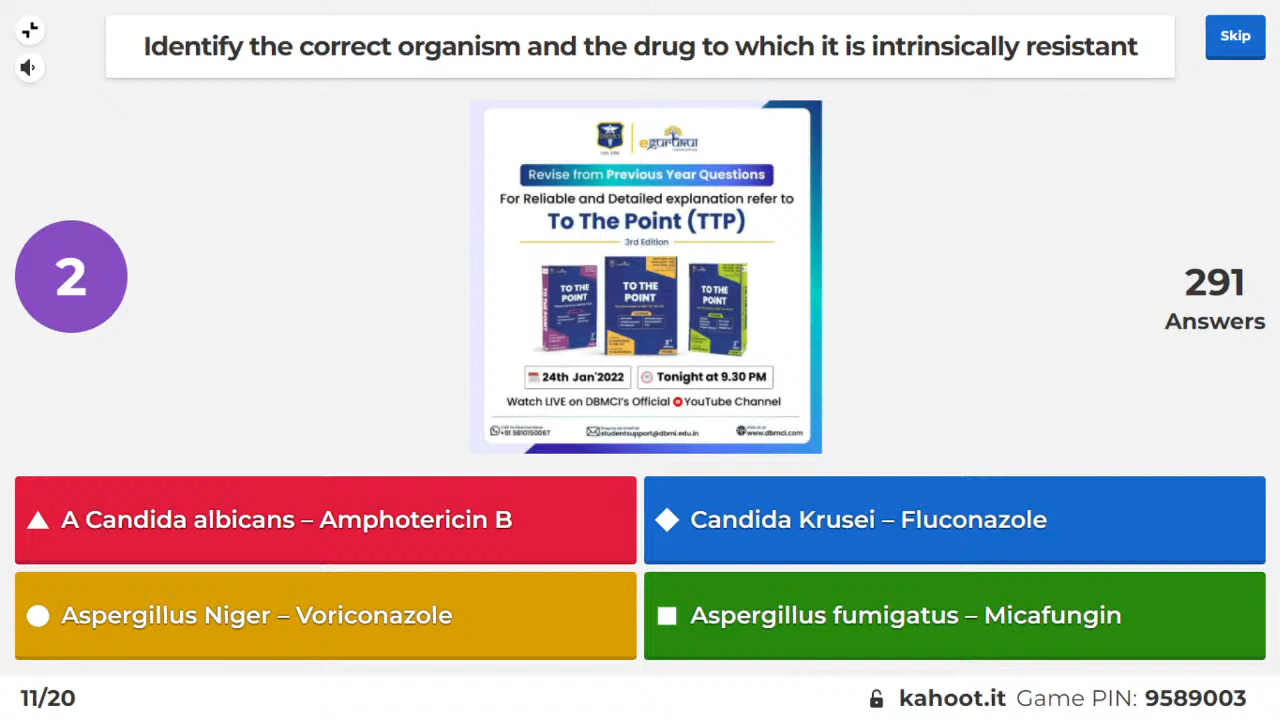 Identify the correct organism and the drug to which it is intrinsically resistant
Skip
egurukul
Revise from Previous Year Questions
For Reliable and Detailed explanation refer to
To The Point (TTP)
3rd Edition
TO THE POINT
TO THE POINT
TO THE POINT
24th Jan'2022
Tonight at 9.30 PM
Watch LIVE on DBMCI's Official YouTube Channel
+91 9810150067
studentsupport@dbmi.edu.in
www.dbmci.com
2
291
Answers
A Candida albicans – Amphotericin B
Candida Krusei – Fluconazole
Aspergillus Niger – Voriconazole
Aspergillus fumigatus – Micafungin
11/20
kahoot.it Game PIN: 9589003